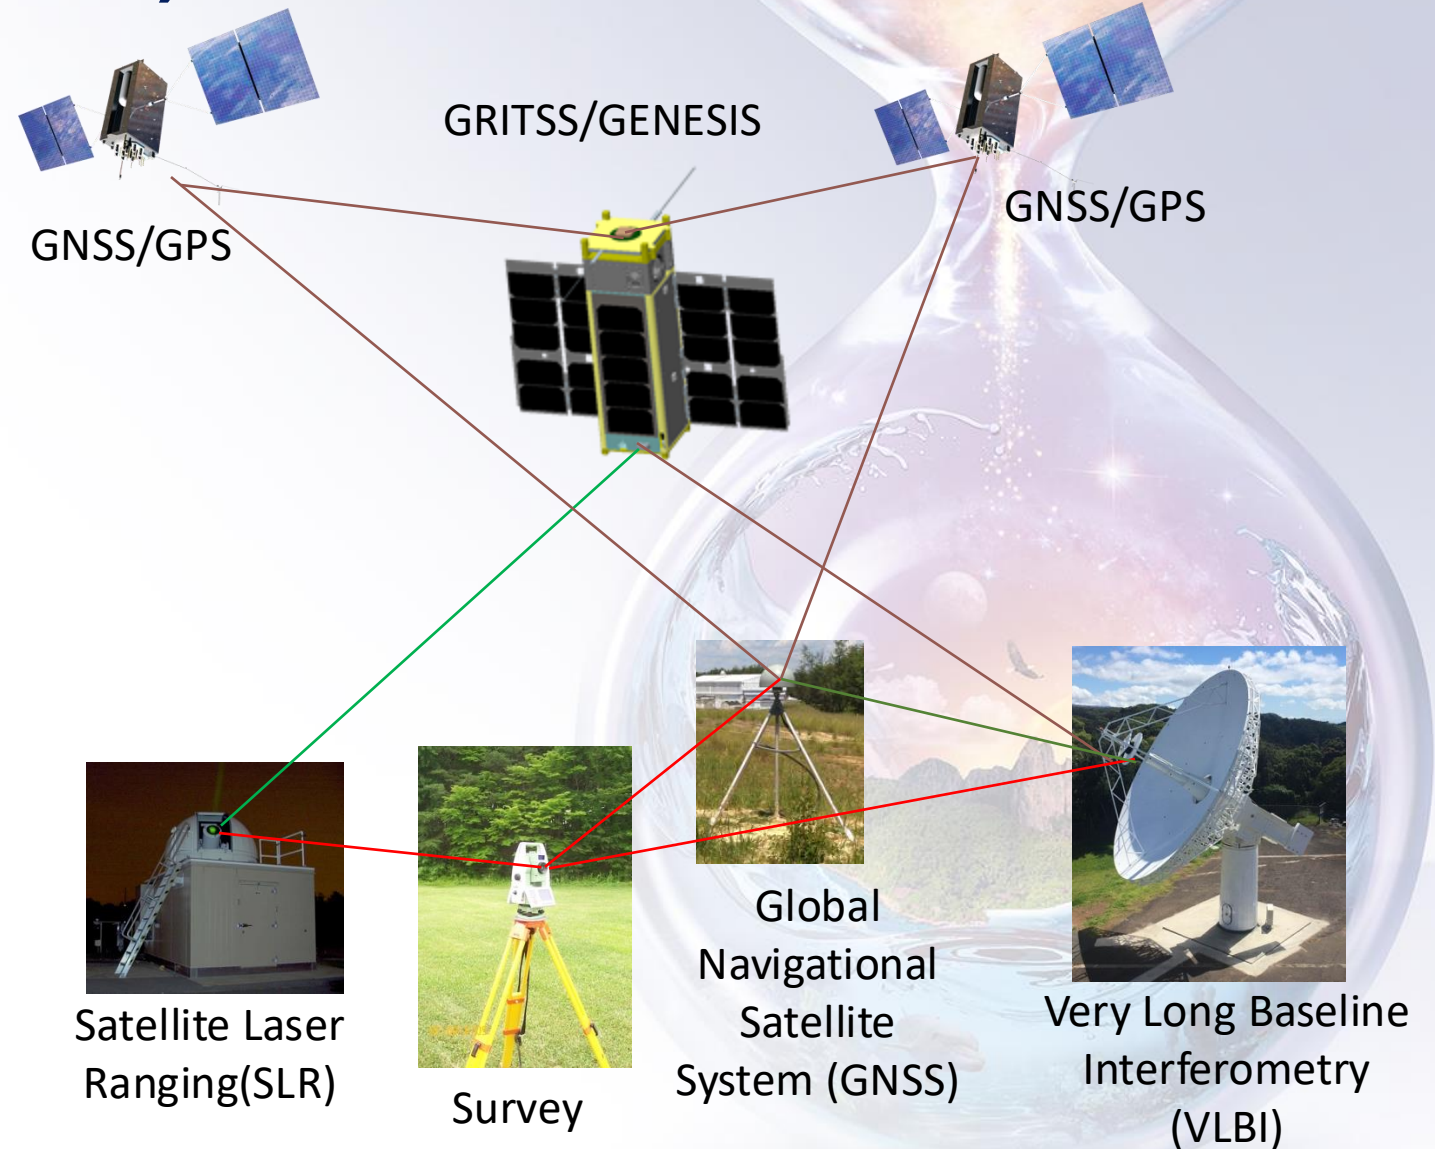 GRITSS/GENESIS
GNSS/GPS
GNSS/GPS
Satellite Laser
Ranging(SLR)
Survey
Global
Navigational
Satellite
System (GNSS)
Very Long Baseline
Interferometry
(VLBI)